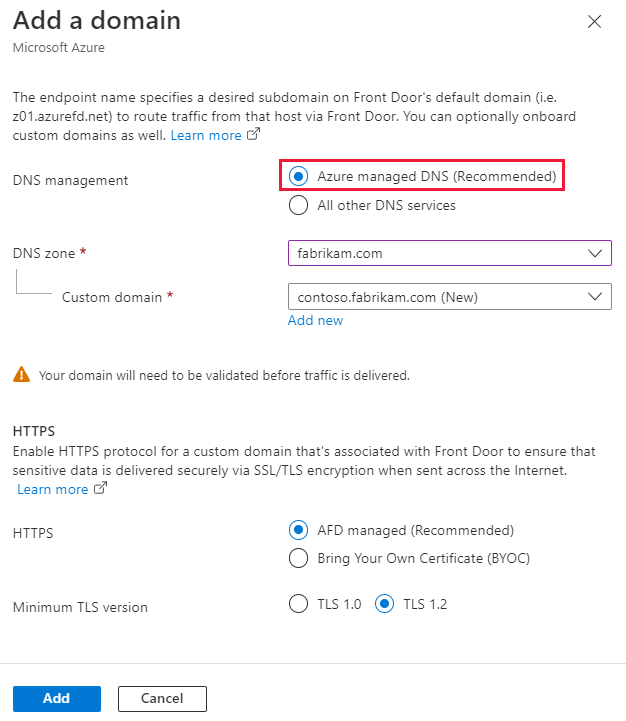 Add a domain
Microsoft Azure
The endpoint name specifies a desired subdomain on Front Door's default domain (i.e.
z01.azurefd.net) to route traffic from that host via Front Door. You can optionally onboard
custom domains as well. Learn more
DNS management
Azure managed DNS (Recommended)
All other DNS services
DNS zone *
fabrikam.com
Custom domain *
contoso.fabrikam.com (New)
Add new
Your domain will need to be validated before traffic is delivered.
HTTPS
Enable HTTPS protocol for a custom domain that's associated with Front Door to ensure that
sensitive data is delivered securely via SSL/TLS encryption when sent across the Internet.
Learn more
HTTPS
AFD managed (Recommended)
Bring Your Own Certificate (BYOC)
Minimum TLS version
TLS 1.0 TLS 1.2
Add Cancel